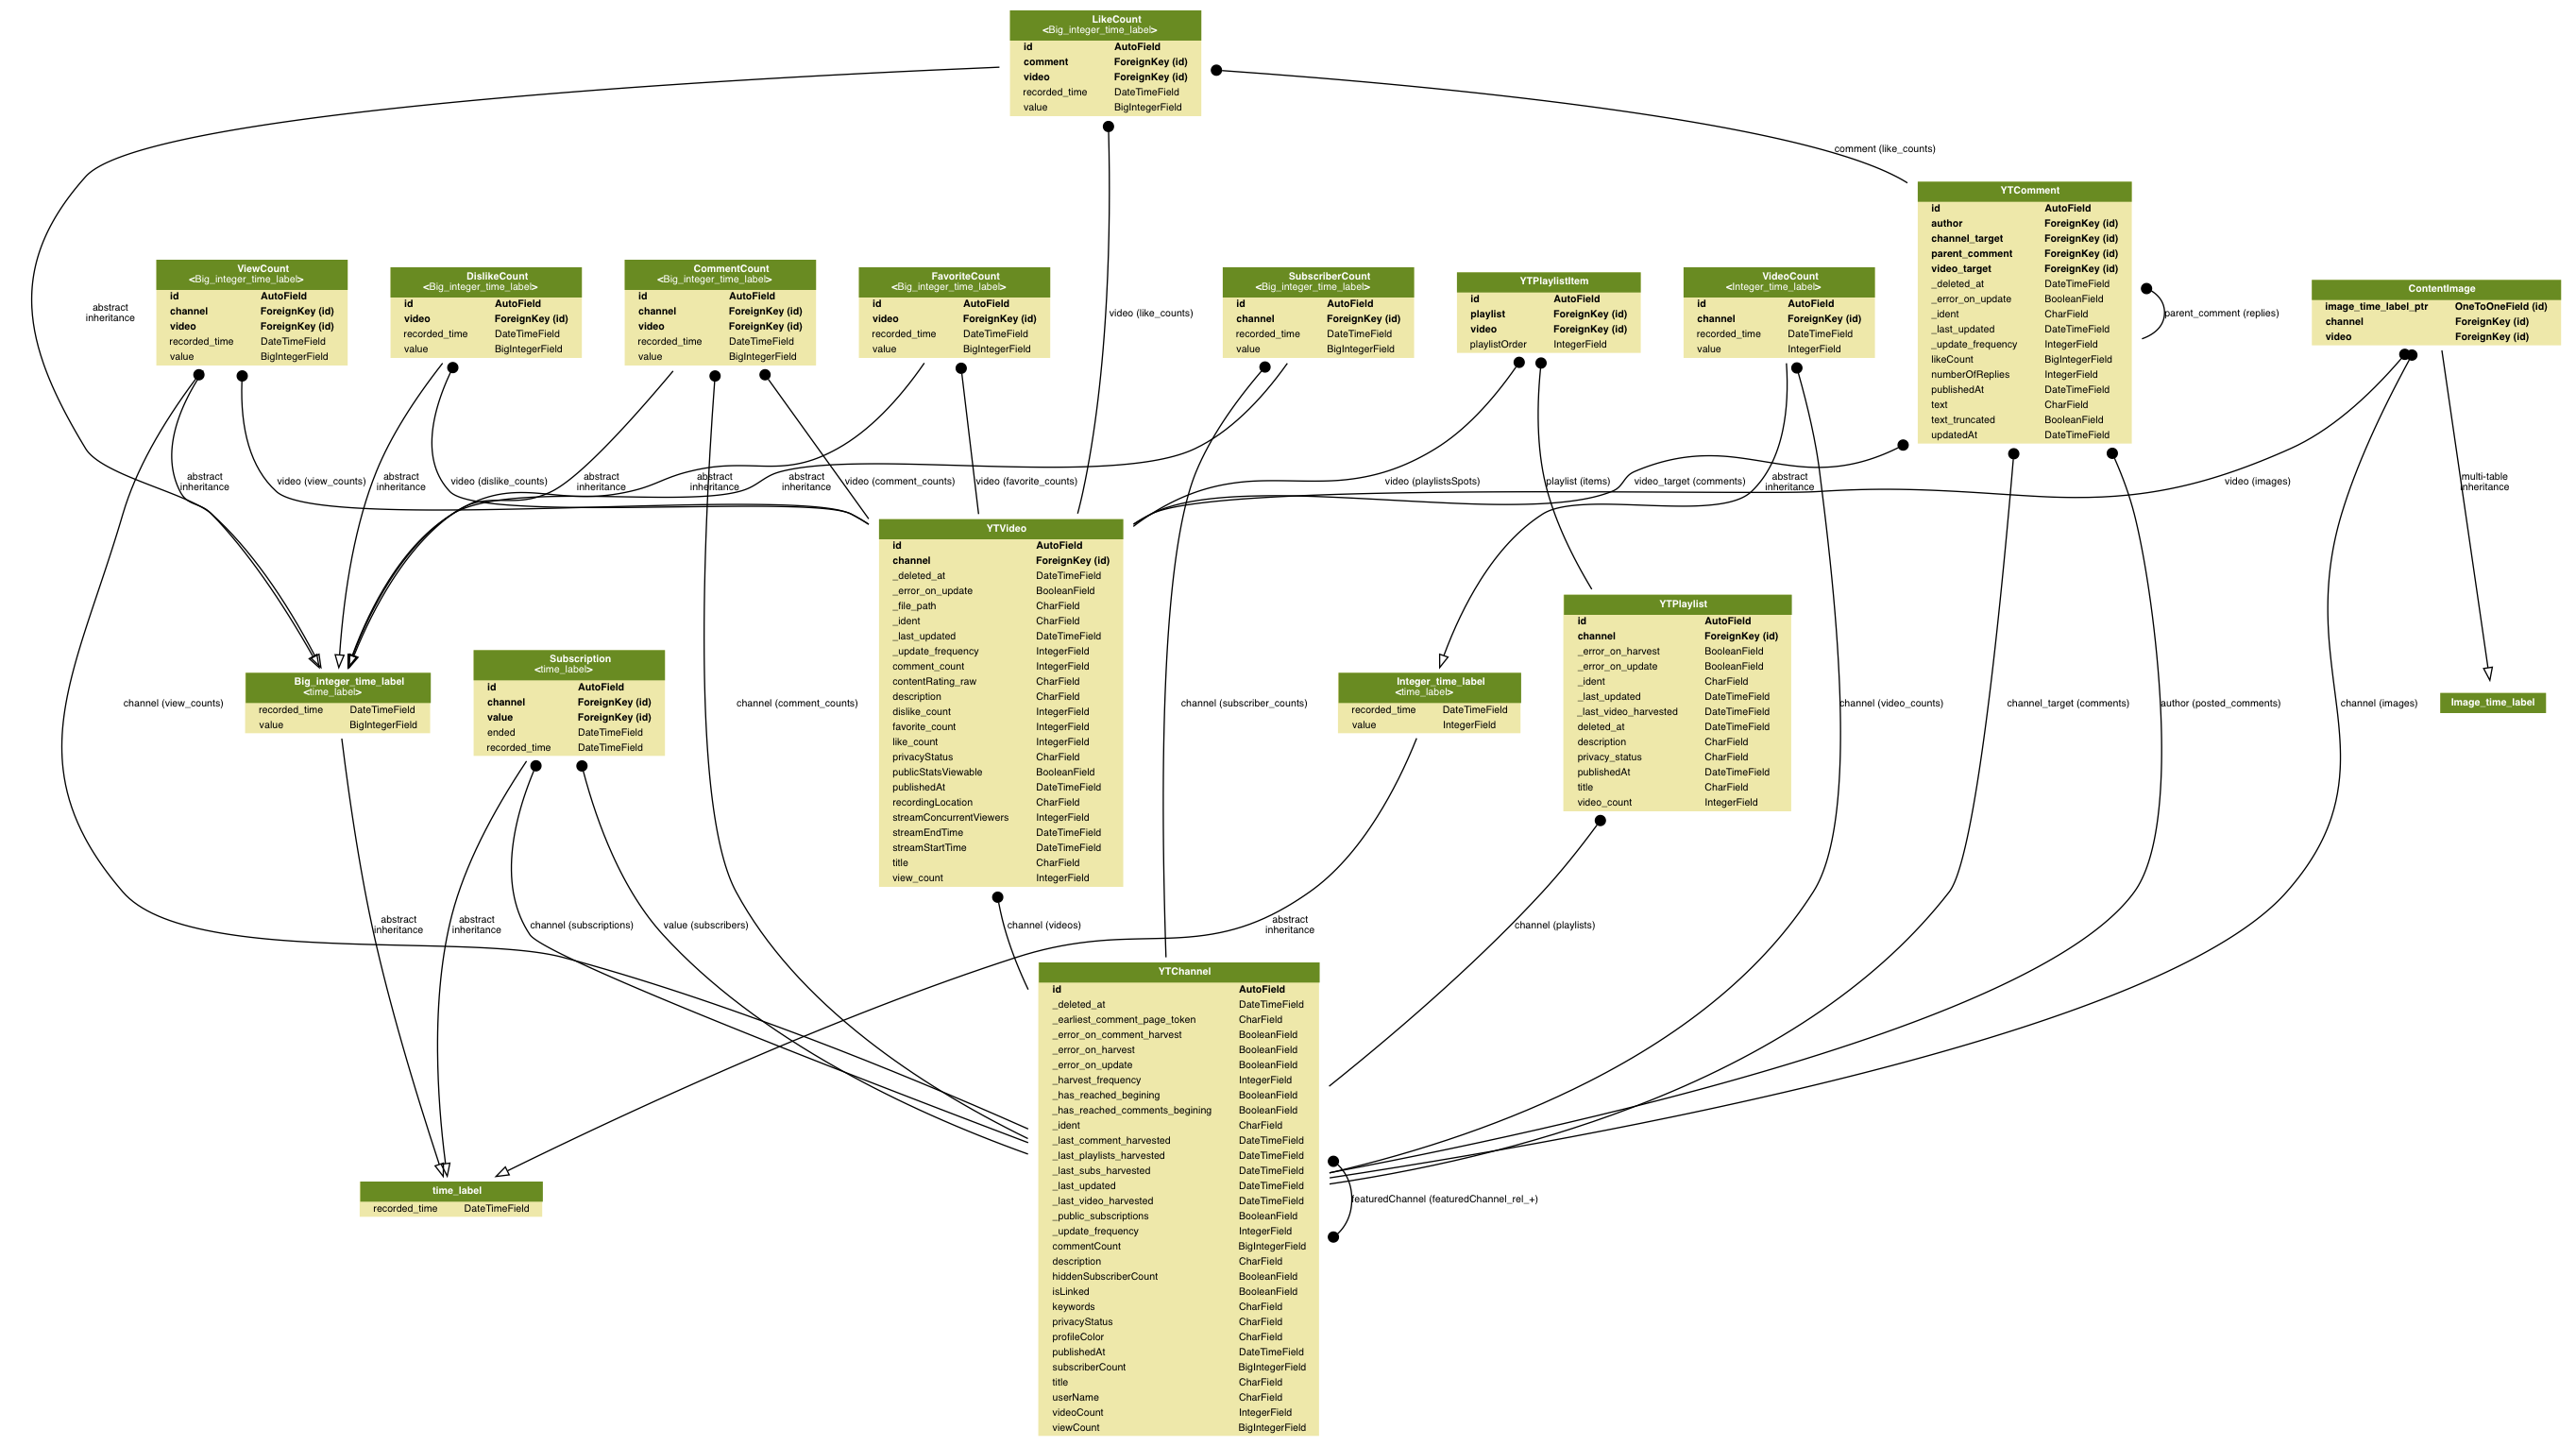 LikeCount
<Big_integer_time_label>
id AutoField
comment ForeignKey (id)
video ForeignKey (id)
recorded_time DateTimeField
value BigIntegerField
comment (like_counts)
YTComment
id AutoField
author ForeignKey (id)
channel_target ForeignKey (id)
parent_comment ForeignKey (id)
video_target ForeignKey (id)
_deleted_at DateTimeField
_error_on_update BooleanField
_ident CharField
_last_updated DateTimeField
_update_frequency IntegerField
likeCount BigIntegerField
numberOfReplies IntegerField
publishedAt DateTimeField
text CharField
text_truncated BooleanField
updatedAt DateTimeField
parent_comment (replies)
abstract
inheritance
ViewCount
<Big_integer_time_label>
id AutoField
channel ForeignKey (id)
video ForeignKey (id)
recorded_time DateTimeField
value BigIntegerField
DislikeCount
<Big_integer_time_label>
id AutoField
video ForeignKey (id)
recorded_time DateTimeField
value BigIntegerField
CommentCount
<Big_integer_time_label>
id AutoField
channel ForeignKey (id)
video ForeignKey (id)
recorded_time DateTimeField
value BigIntegerField
FavoriteCount
<Big_integer_time_label>
id AutoField
video ForeignKey (id)
recorded_time DateTimeField
value BigIntegerField
video (like_counts)
SubscriberCount
<Big_integer_time_label>
id AutoField
channel ForeignKey (id)
recorded_time DateTimeField
value BigIntegerField
YTPlaylistItem
id AutoField
playlist ForeignKey (id)
video ForeignKey (id)
playlistOrder IntegerField
VideoCount
<Integer_time_label>
id AutoField
channel ForeignKey (id)
recorded_time DateTimeField
value IntegerField
ContentImage
image_time_label_ptr OneToOneField (id)
channel ForeignKey (id)
video ForeignKey (id)
abstract
inheritance
video (view_counts)
abstract
inheritance
video (dislike_counts)
abstract
inheritance
abstract
inheritance
abstract
inheritance
video (comment_counts)
video (favorite_counts)
video (playlistsSpots)
playlist (items)
video_target (comments)
abstract
inheritance
video (images)
multi-table
inheritance
YTVideo
id AutoField
channel ForeignKey (id)
_deleted_at DateTimeField
_error_on_update BooleanField
_file_path CharField
_ident CharField
_last_updated DateTimeField
_update_frequency IntegerField
comment_count IntegerField
contentRating_raw CharField
description CharField
dislike_count IntegerField
favorite_count IntegerField
like_count IntegerField
privacyStatus CharField
publicStatsViewable BooleanField
publishedAt DateTimeField
recordingLocation CharField
streamConcurrentViewers IntegerField
streamEndTime DateTimeField
streamStartTime DateTimeField
title CharField
view_count IntegerField
YTPlaylist
id AutoField
channel ForeignKey (id)
_error_on_harvest BooleanField
_error_on_update BooleanField
_ident CharField
_last_updated DateTimeField
_last_video_harvested DateTimeField
deleted_at DateTimeField
description CharField
privacy_status CharField
publishedAt DateTimeField
title CharField
video_count IntegerField
channel (view_counts)
Big_integer_time_label
<time_label>
recorded_time DateTimeField
value BigIntegerField
Subscription
<time_label>
id AutoField
channel ForeignKey (id)
value ForeignKey (id)
ended DateTimeField
recorded_time DateTimeField
channel (comment_counts)
channel (subscriber_counts)
Integer_time_label
<time_label>
recorded_time DateTimeField
value IntegerField
channel (video_counts)
channel_target (comments)
author (posted_comments)
channel (images)
Image_time_label
abstract
inheritance
abstract
inheritance
channel (subscriptions)
value (subscribers)
channel (videos)
abstract
inheritance
channel (playlists)
YTChannel
id AutoField
_deleted_at DateTimeField
_earliest_comment_page_token CharField
_error_on_comment_harvest BooleanField
_error_on_harvest BooleanField
_error_on_update BooleanField
_harvest_frequency IntegerField
_has_reached_begining BooleanField
_has_reached_comments_begining BooleanField
_ident CharField
_last_comment_harvested DateTimeField
_last_playlists_harvested DateTimeField
_last_subs_harvested DateTimeField
_last_updated DateTimeField
_last_video_harvested DateTimeField
_public_subscriptions BooleanField
_update_frequency IntegerField
commentCount BigIntegerField
description CharField
hiddenSubscriberCount BooleanField
isLinked BooleanField
keywords CharField
privacyStatus CharField
profileColor CharField
publishedAt DateTimeField
subscriberCount BigIntegerField
title CharField
userName CharField
videoCount IntegerField
viewCount BigIntegerField
featuredChannel (featuredChannel_rel_+)
time_label
recorded_time DateTimeField